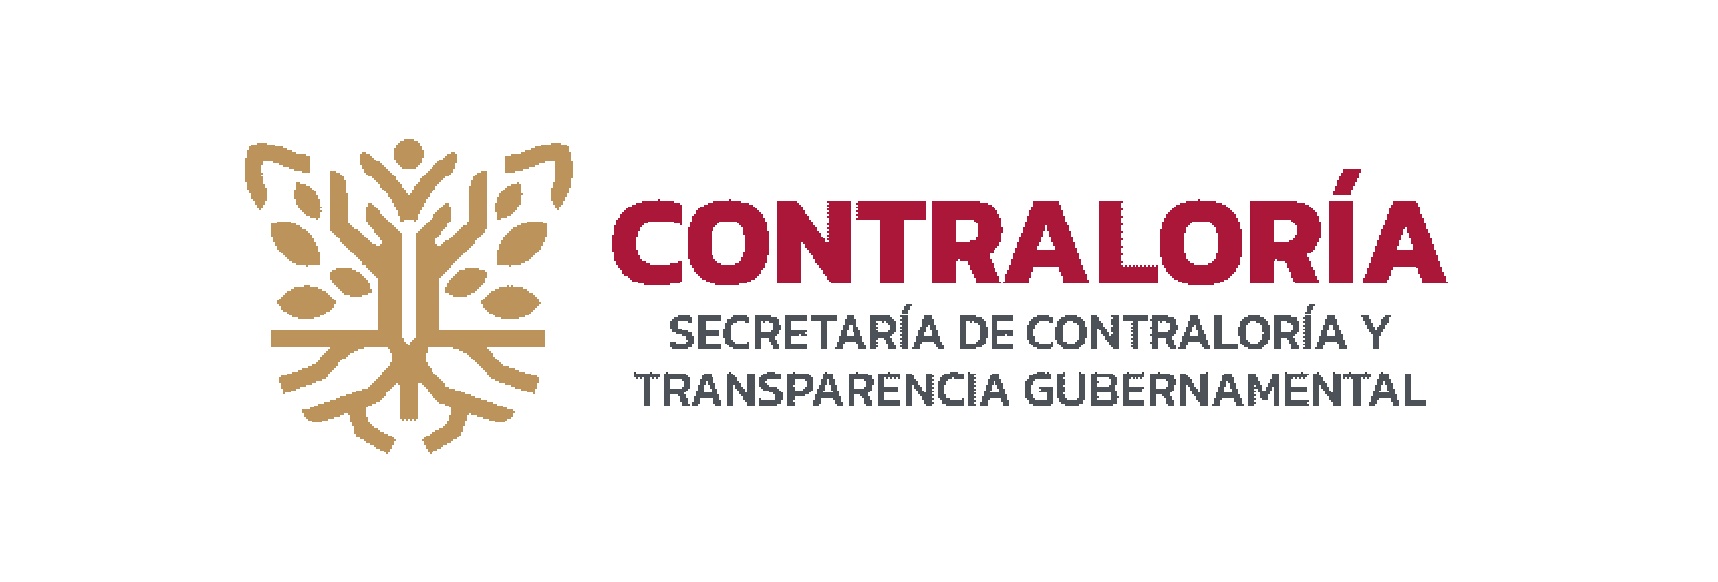 CONTRALORÍA
SECRETARÍA DE CONTRALORÍA Y
TRANSPARENCIA GUBERNAMENTAL